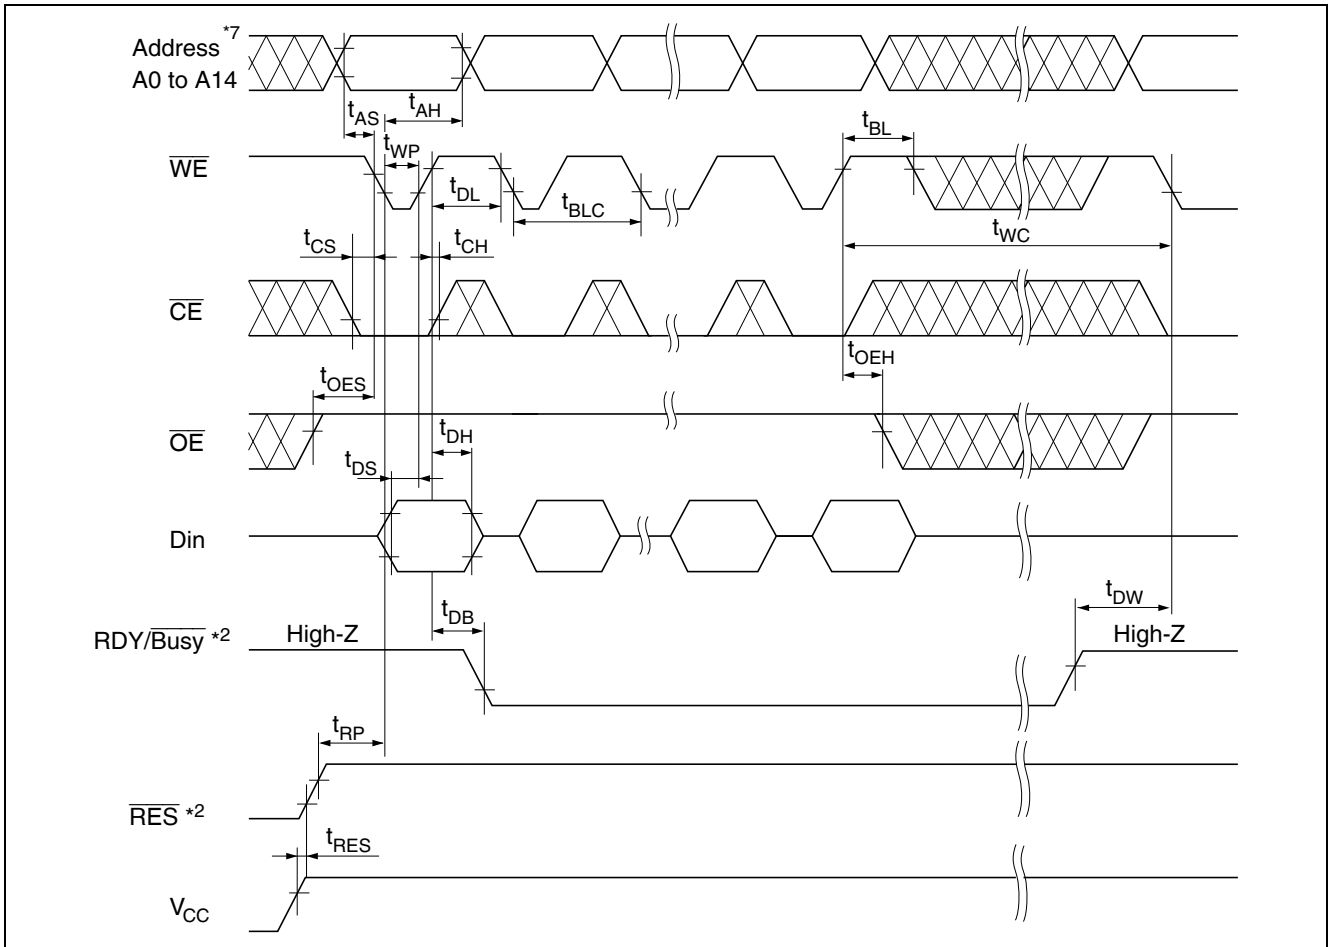 Address *7
A0 to A14
tAS
tAH
tBL
tWP
WE
tDL
tBLC
tWC
tCS
tCH
CE
tOEH
tOES
OE
tDH
tDS
Din
tDW
tDB
RDY/Busy *2
High-Z
High-Z
tRP
RES *2
tRES
VCC